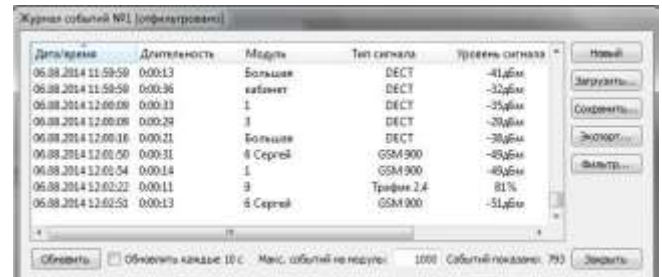 Журнал событий №1 [отфильтровано]
Дата/время Длительность Модуль Тип сигнала Уровень сигнала
Новый
06.08.2014 11:59:59 0:00:13 Большая DECT -41дБм
06.08.2014 11:59:59 0:00:36 кабинет DECT -32дБм
Загрузить...
06.08.2014 12:00:09 0:00:33 1 DECT -35дБм
Сохранить...
06.08.2014 12:00:09 0:00:29 3 DECT -29дБм
06.08.2014 12:00:16 0:00:21 Большая DECT -38дБм
Экспорт...
06.08.2014 12:01:50 0:00:31 6 Сергей GSM 900 -49дБм
06.08.2014 12:01:54 0:00:14 1 GSM 900 -49дБм
Фильтр...
06.08.2014 12:02:22 0:00:11 9 Трафик 2,4 81%
06.08.2014 12:02:51 0:00:13 6 Сергей GSM 900 -51дБм
Обновить Обновлять каждые 10 с Макс. событий на модуль: 1000 Событий показано: 793 Закрыть